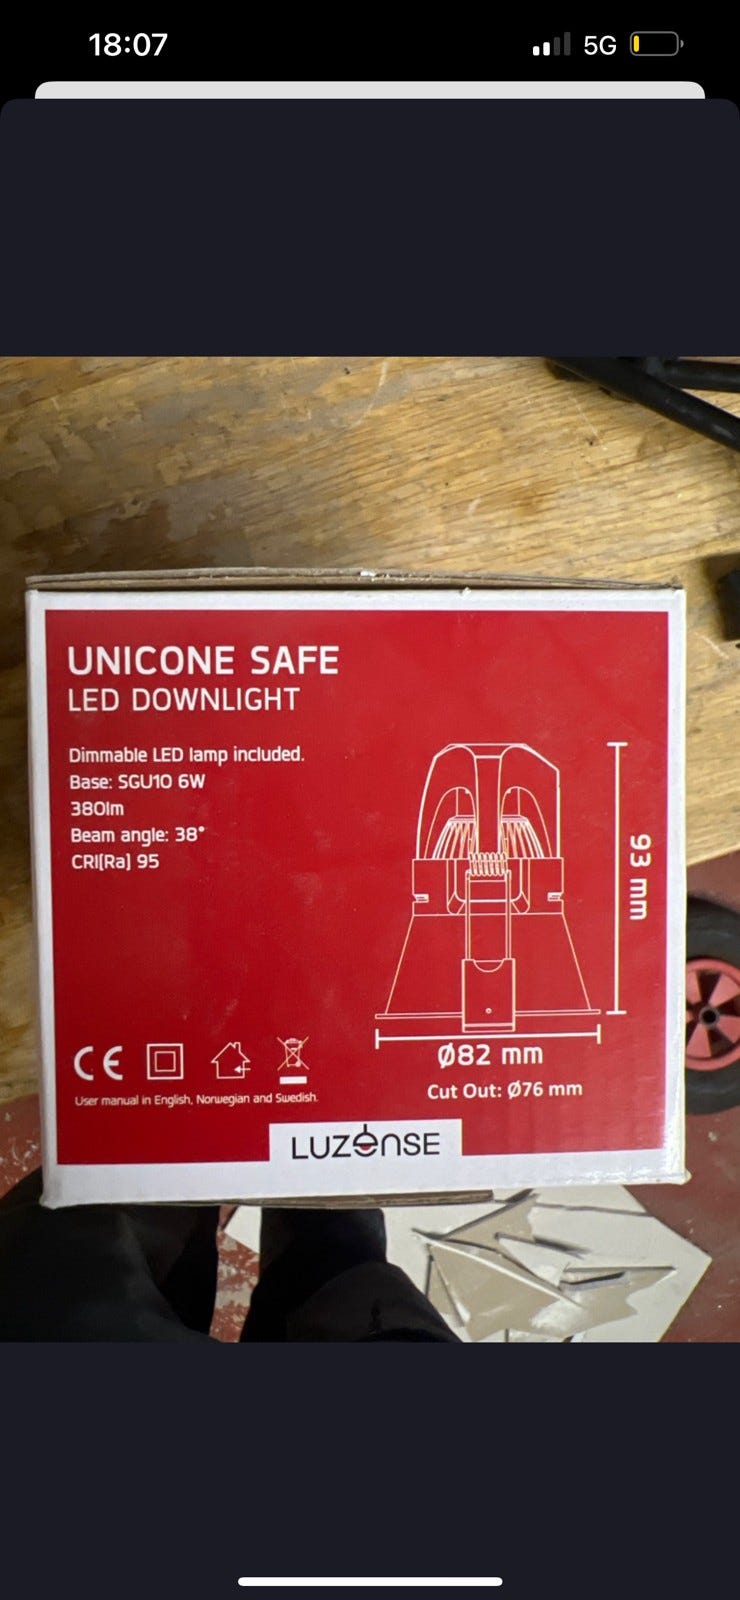 18:07
5G
UNICONE SAFE
LED DOWNLIGHT
Dimmable LED lamp included.
Base: SGU10 6W
380lm
Beam angle: 38°
CRI[Ra] 95
93 mm
Ø82 mm
Cut Out: Ø76 mm
CE
User manual in English, Norwegian and Swedish.
LUZENSE